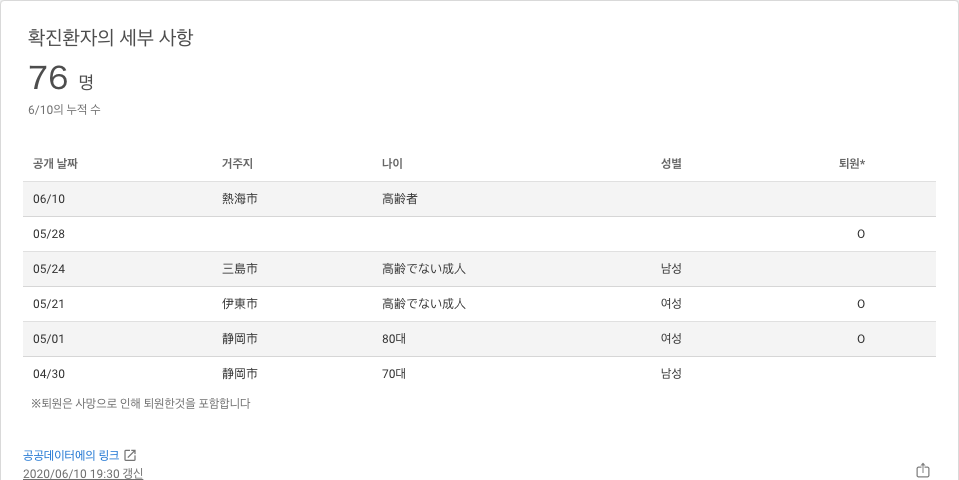 확진환자의 세부 사항
76 명
6/10의 누적 수
공개 날짜 거주지 나이 성별 퇴원*
06/10 熱海市 高齢者
05/28 O
05/24 三島市 高齢でない成人 남성
05/21 伊東市 高齢でない成人 여성 O
05/01 静岡市 80대 여성 O
04/30 静岡市 70대 남성
※퇴원은 사망으로 인해 퇴원한것을 포함합니다
공공데이터에의 링크
2020/06/10 19:30 갱신